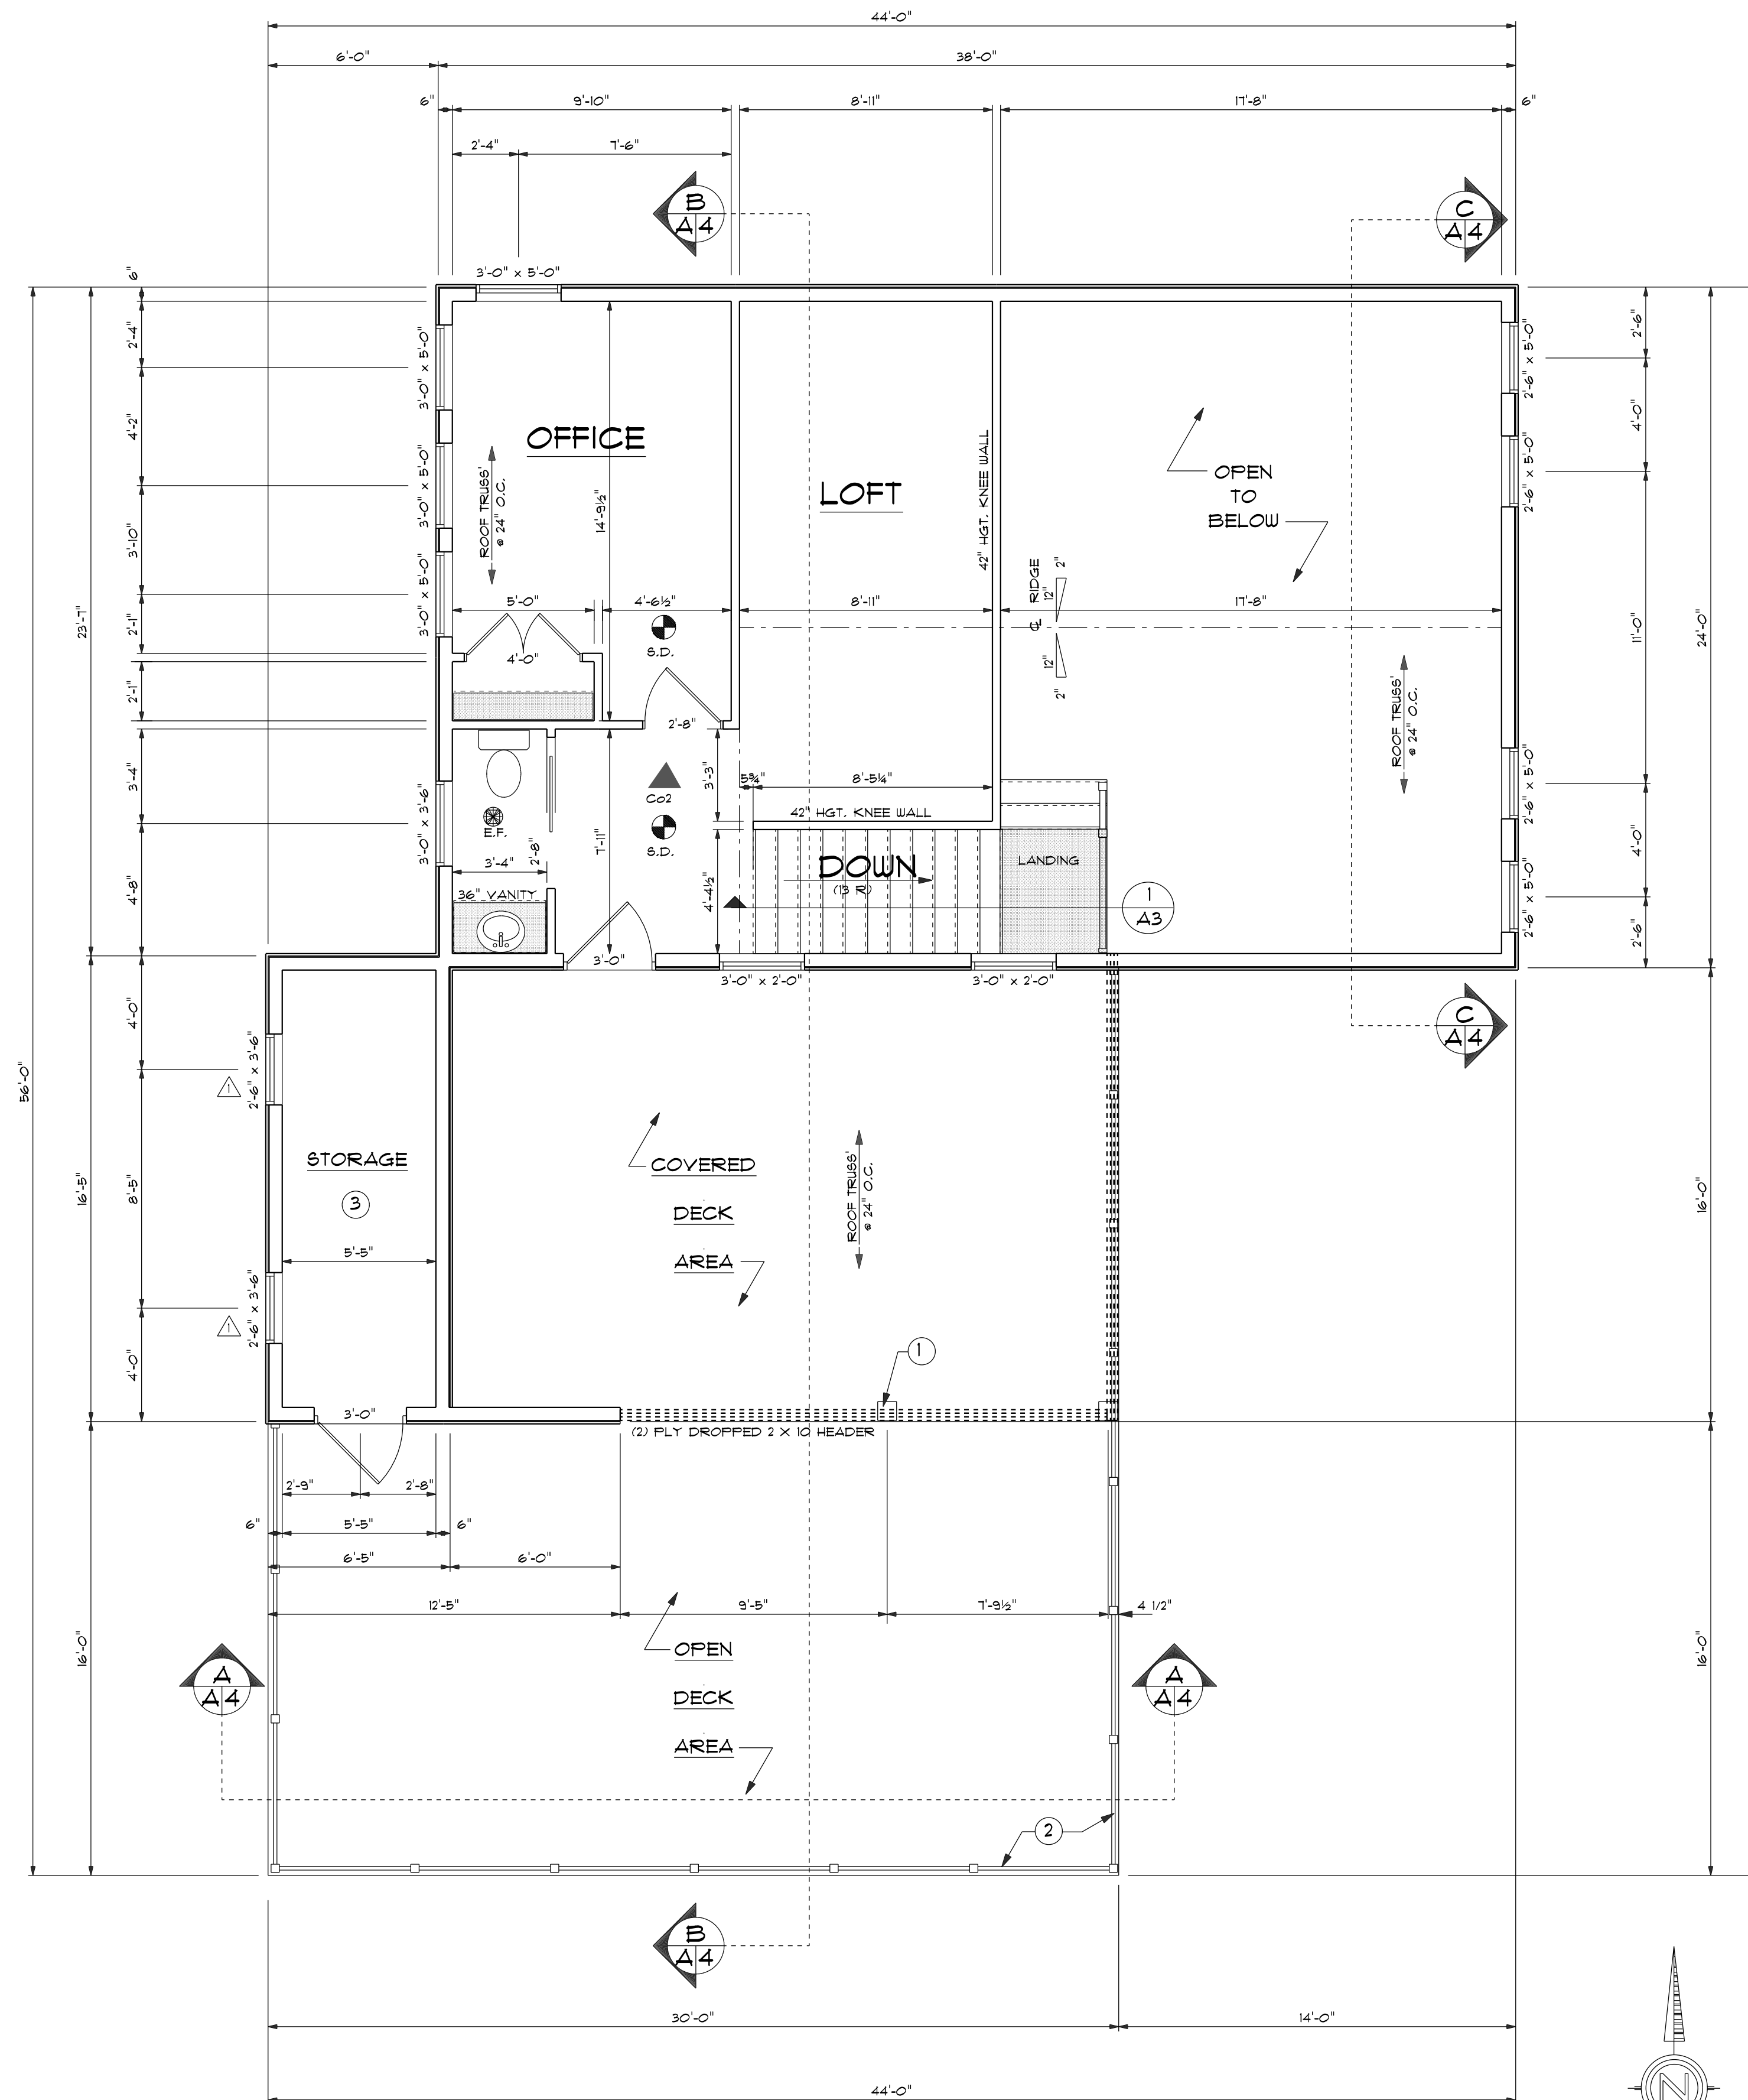 44'-0"
6'-0"
38'-0"
6"
9'-10"
8'-11"
17'-8"
6"
2'-4"
7'-6"
B
A 4
C
A 4
3'-0" x 5'-0"
6"
2'-4"
4'-2"
3'-10"
2'-1"
2'-1"
3'-4"
4'-8"
23'-7"
56'-0"
3'-0" x 5'-0"
3'-0" x 5'-0"
3'-0" x 5'-0"
3'-0" x 3'-6"
OFFICE
ROOF TRUSS'
@ 24" O.C.
14'-9½"
5'-0"
4'-6½"
S.D.
4'-0"
2'-8"
LOFT
42" HGT. KNEE WALL
8'-11"
OPEN
TO
BELOW
℄ RIDGE
12"
2"
12"
2"
17'-8"
ROOF TRUSS'
@ 24" O.C.
2'-6" x 5'-0"
2'-6" x 5'-0"
2'-6" x 5'-0"
2'-6" x 5'-0"
2'-6"
4'-0"
11'-0"
4'-0"
2'-6"
24'-0"
Co2
S.D.
E.F.
3'-4"
2'-8"
7'-11"
36" VANITY
3'-0"
3'-3"
5¾"
8'-5¼"
42" HGT. KNEE WALL
4'-4½"
DOWN
(13 R)
LANDING
1
A3
3'-0" x 2'-0"
3'-0" x 2'-0"
C
A 4
4'-0"
8'-5"
4'-0"
16'-5"
2'-6" x 3'-6"
1
2'-6" x 3'-6"
1
STORAGE
3
5'-5"
3'-0"
COVERED
DECK
AREA
ROOF TRUSS'
@ 24" O.C.
1
(2) PLY DROPPED 2 X 10 HEADER
16'-0"
2'-9"
2'-8"
6"
5'-5"
6"
6'-5"
6'-0"
12'-5"
9'-5"
7'-9½"
4 1/2"
16'-0"
16'-0"
A
A 4
OPEN
DECK
AREA
A
A 4
2
B
A 4
30'-0"
14'-0"
44'-0"
N